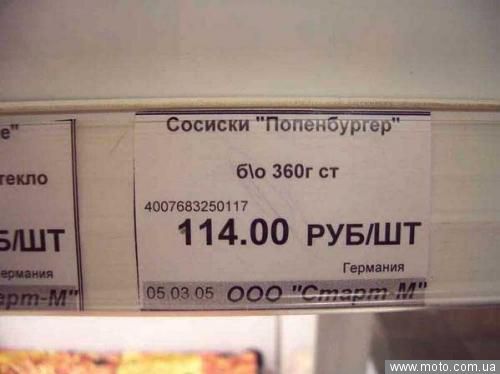 Сосиски "Попенбургер"
б\о 360г ст
4007683250117
114.00 РУБ/ШТ
Германия
05 03 05 ООО "Старт-М"
е"
текло
Б/ШТ
ермания
арт-М"
www.moto.com.ua